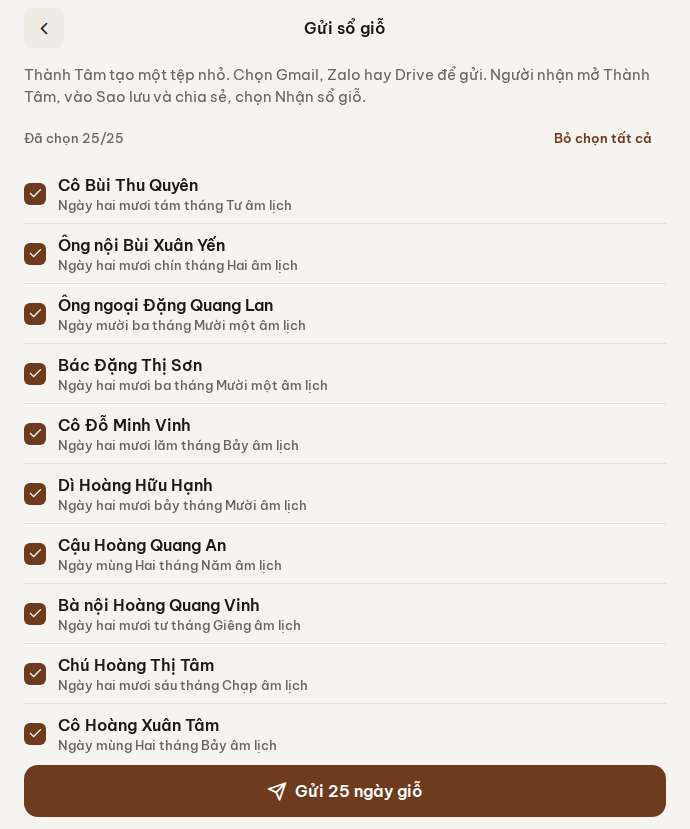 Gửi sổ giỗ
Thành Tâm tạo một tệp nhỏ. Chọn Gmail, Zalo hay Drive để gửi. Người nhận mở Thành
Tâm, vào Sao lưu và chia sẻ, chọn Nhận sổ giỗ.
Đã chọn 25/25
Bỏ chọn tất cả
Cô Bùi Thu Quyên
Ngày hai mươi tám tháng Tư âm lịch
Ông nội Bùi Xuân Yến
Ngày hai mươi chín tháng Hai âm lịch
Ông ngoại Đặng Quang Lan
Ngày mười ba tháng Mười một âm lịch
Bác Đặng Thị Sơn
Ngày hai mươi ba tháng Mười một âm lịch
Cô Đỗ Minh Vinh
Ngày hai mươi lăm tháng Bảy âm lịch
Dì Hoàng Hữu Hạnh
Ngày hai mươi bảy tháng Mười âm lịch
Cậu Hoàng Quang An
Ngày mùng Hai tháng Năm âm lịch
Bà nội Hoàng Quang Vinh
Ngày hai mươi tư tháng Giêng âm lịch
Chú Hoàng Thị Tâm
Ngày hai mươi sáu tháng Chạp âm lịch
Cô Hoàng Xuân Tâm
Ngày mùng Hai tháng Bảy âm lịch
Gửi 25 ngày giỗ